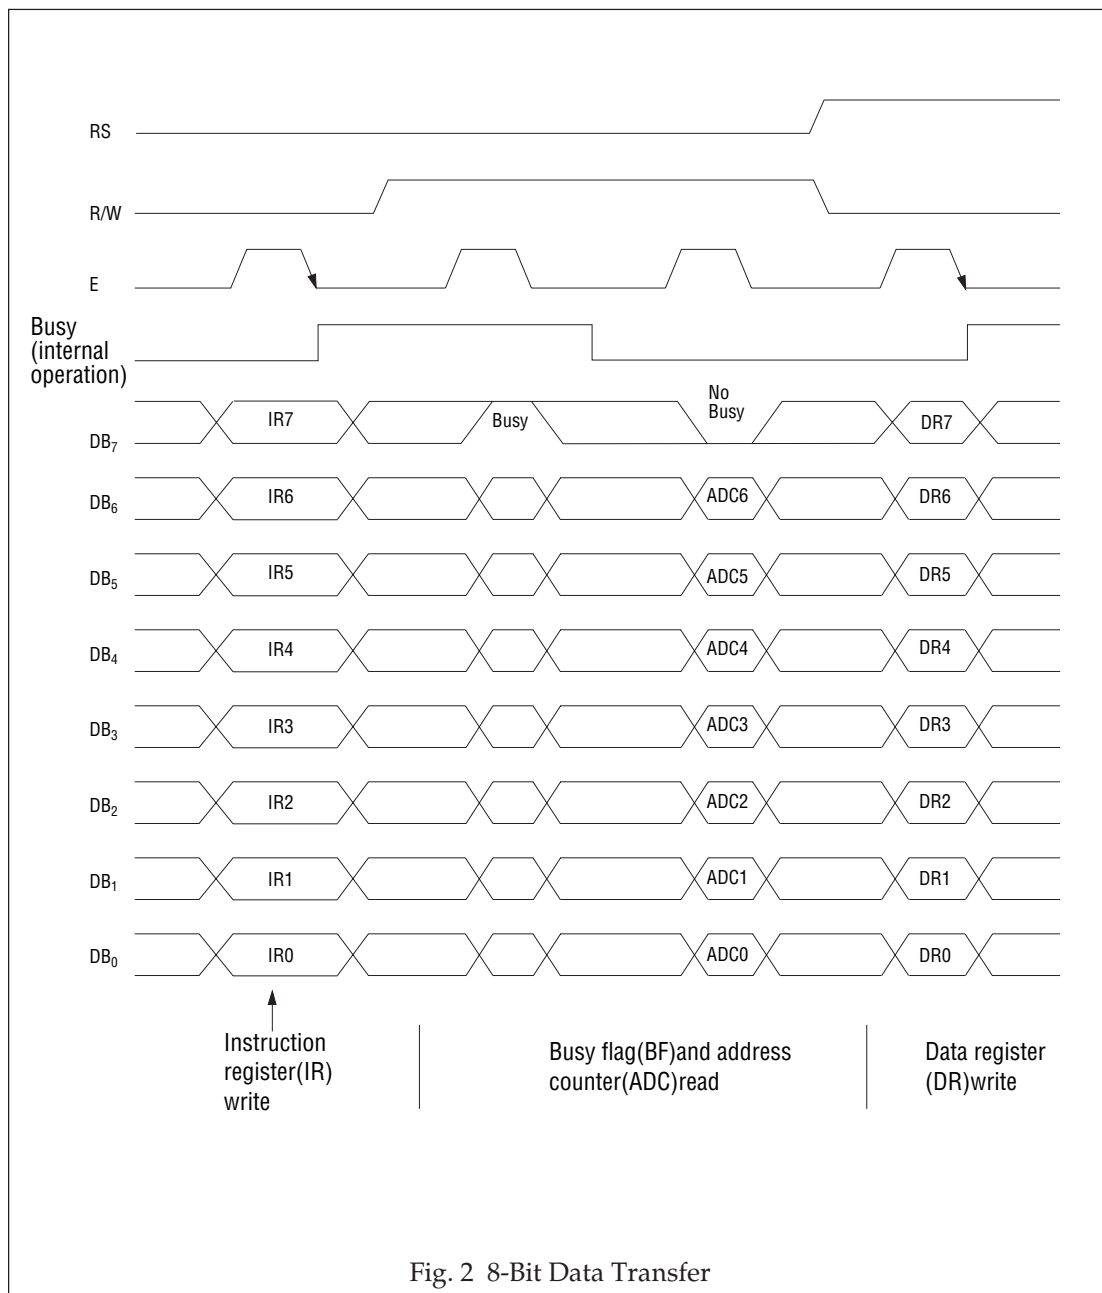 RS
R/W
E
Busy
(internal
operation)
DB7 IR7 Busy No
Busy DR7
DB6 IR6 ADC6 DR6
DB5 IR5 ADC5 DR5
DB4 IR4 ADC4 DR4
DB3 IR3 ADC3 DR3
DB2 IR2 ADC2 DR2
DB1 IR1 ADC1 DR1
DB0 IR0 ADC0 DR0
Instruction
register(IR)
write
Busy flag(BF)and address
counter(ADC)read
Data register
(DR)write
Fig. 2 8-Bit Data Transfer